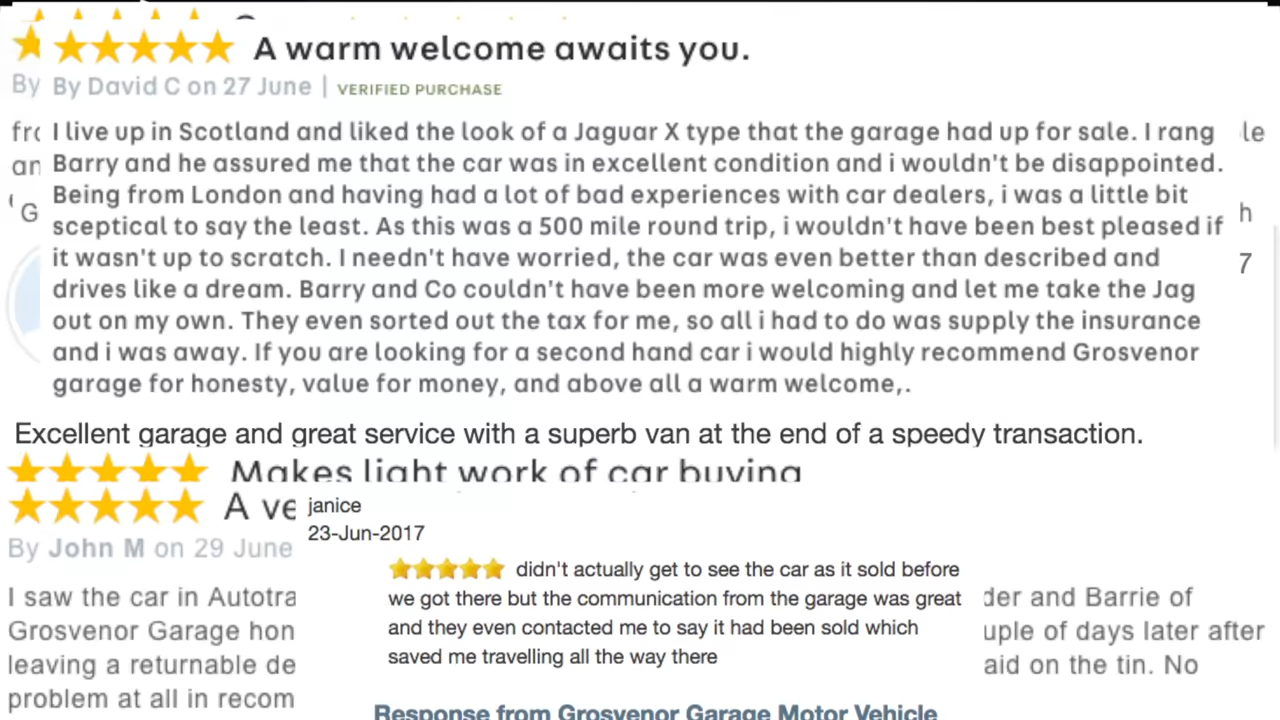 A warm welcome awaits you.
By By David C on 27 June | VERIFIED PURCHASE
I live up in Scotland and liked the look of a Jaguar X type that the garage had up for sale. I rang le
Barry and he assured me that the car was in excellent condition and i wouldn't be disappointed.
Being from London and having had a lot of bad experiences with car dealers, i was a little bit
G sceptical to say the least. As this was a 500 mile round trip, i wouldn't have been best pleased if h
it wasn't up to scratch. I needn't have worried, the car was even better than described and 7
drives like a dream. Barry and Co couldn't have been more welcoming and let me take the Jag
out on my own. They even sorted out the tax for me, so all i had to do was supply the insurance
and i was away. If you are looking for a second hand car i would highly recommend Grosvenor
garage for honesty, value for money, and above all a warm welcome,.
Excellent garage and great service with a superb van at the end of a speedy transaction.
Makes light work of car buying
A ve
janice
23-Jun-2017
By John M on 29 June
didn't actually get to see the car as it sold before
we got there but the communication from the garage was great
and they even contacted me to say it had been sold which
saved me travelling all the way there
I saw the car in Autotra der and Barrie of
Grosvenor Garage hon uple of days later after
leaving a returnable de aid on the tin. No
problem at all in recom
Response from Grosvenor Garage Motor Vehicle